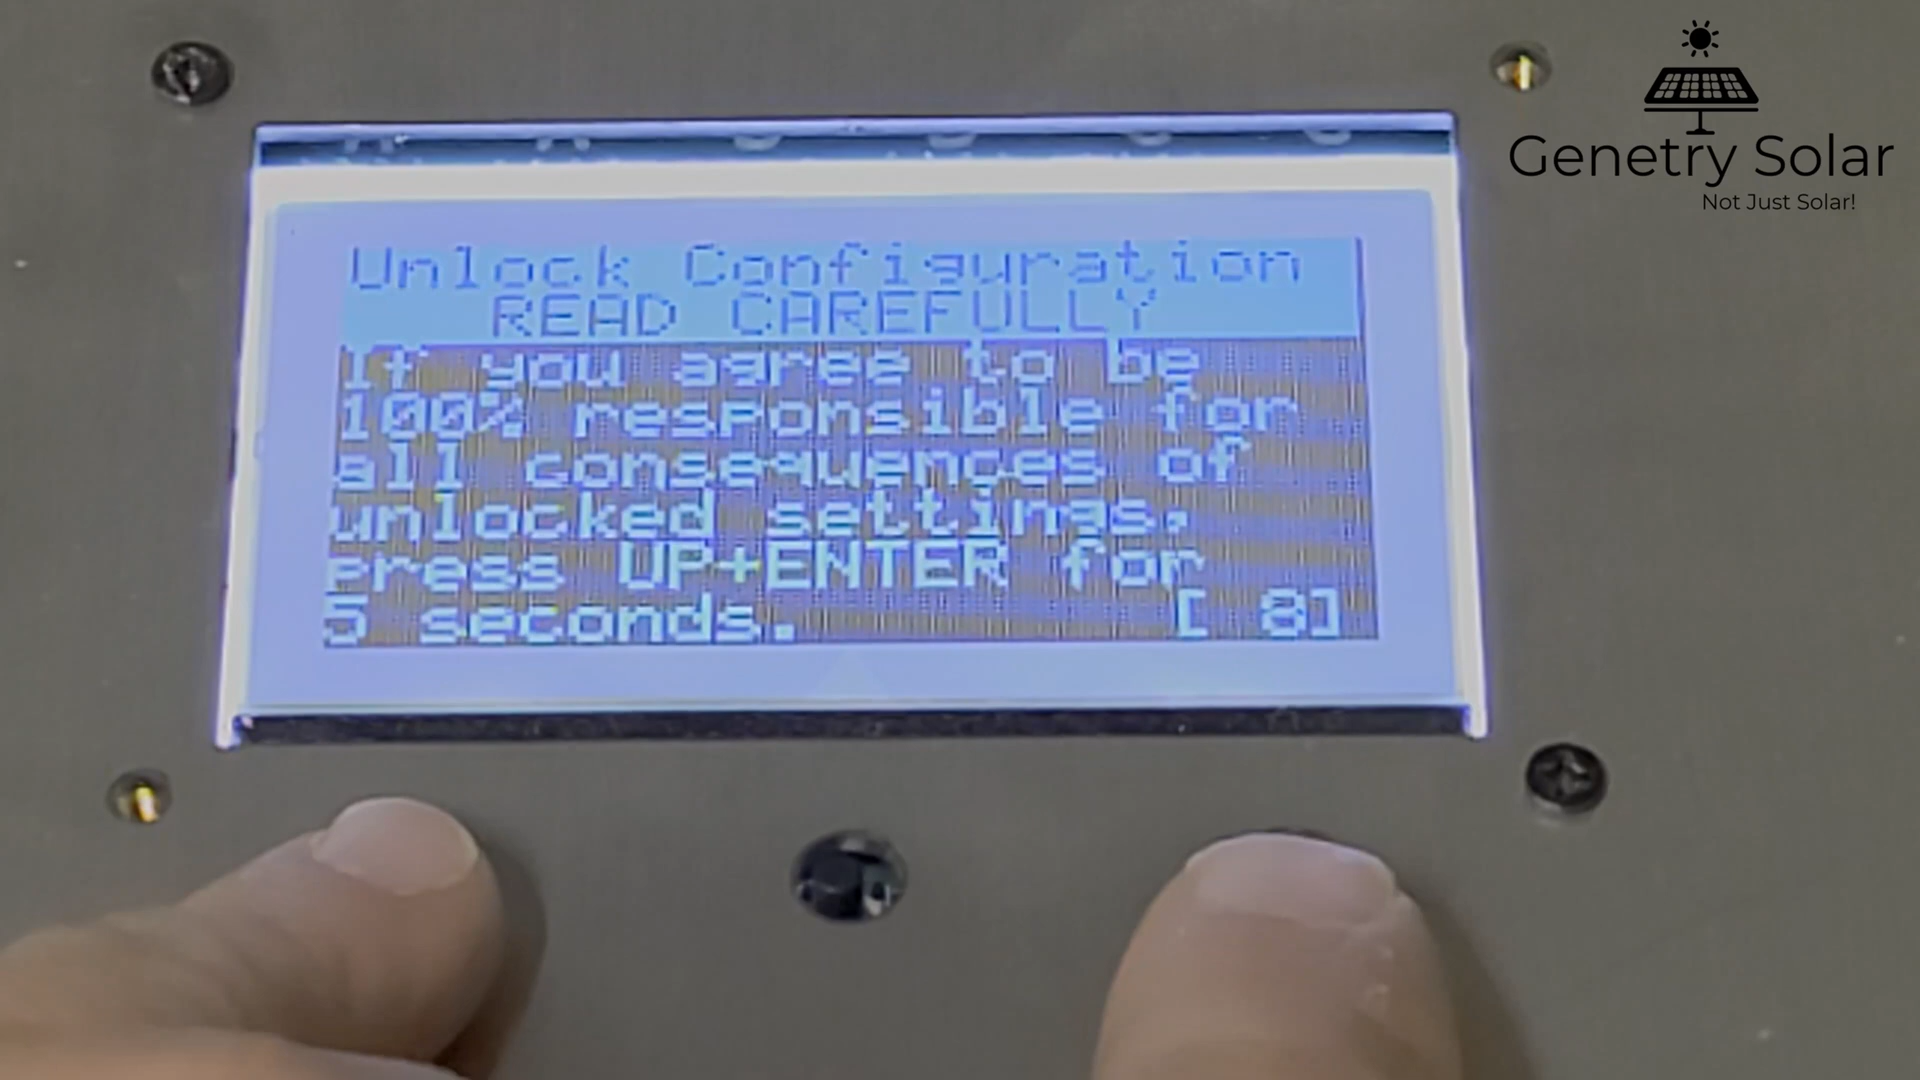 Genetry Solar
Not Just Solar!
Unlock Configuration
READ CAREFULLY
If you agree to be
100% responsible for
all consequences of
unlocked settings,
press UP+ENTER for
5 seconds. [ 8]